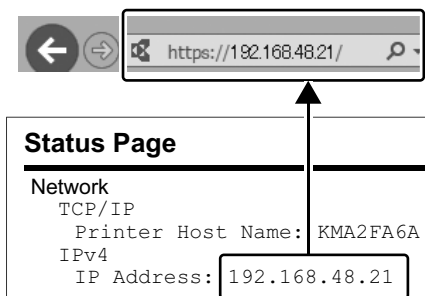 https://192.168.48.21/
Status Page
Network
TCP/IP
Printer Host Name: KMA2FA6A
IPv4
IP Address: 192.168.48.21